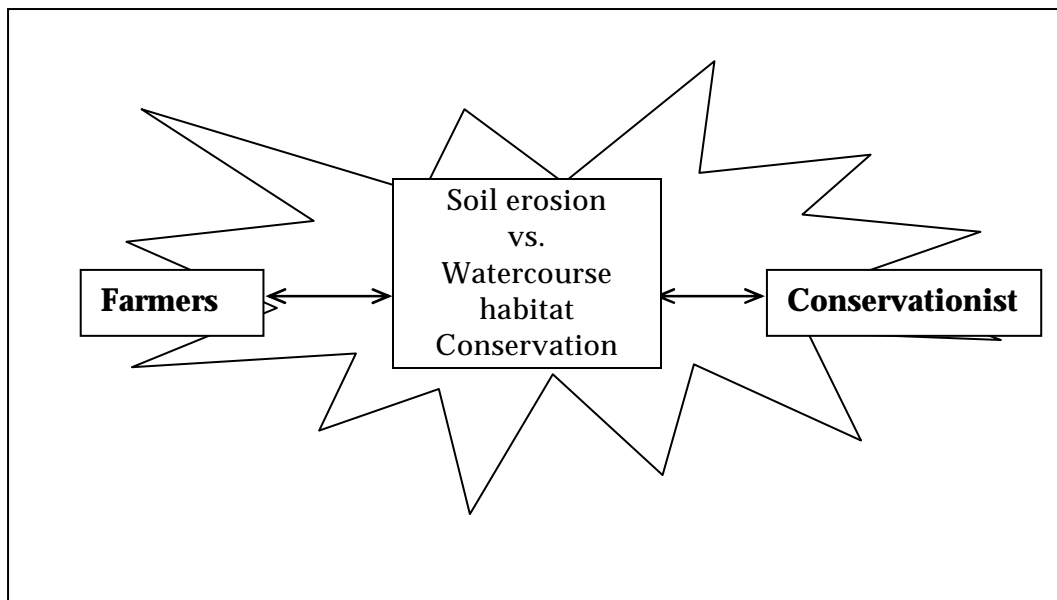 Soil erosion
vs.
Watercourse
habitat
Conservation
Farmers
Conservationist